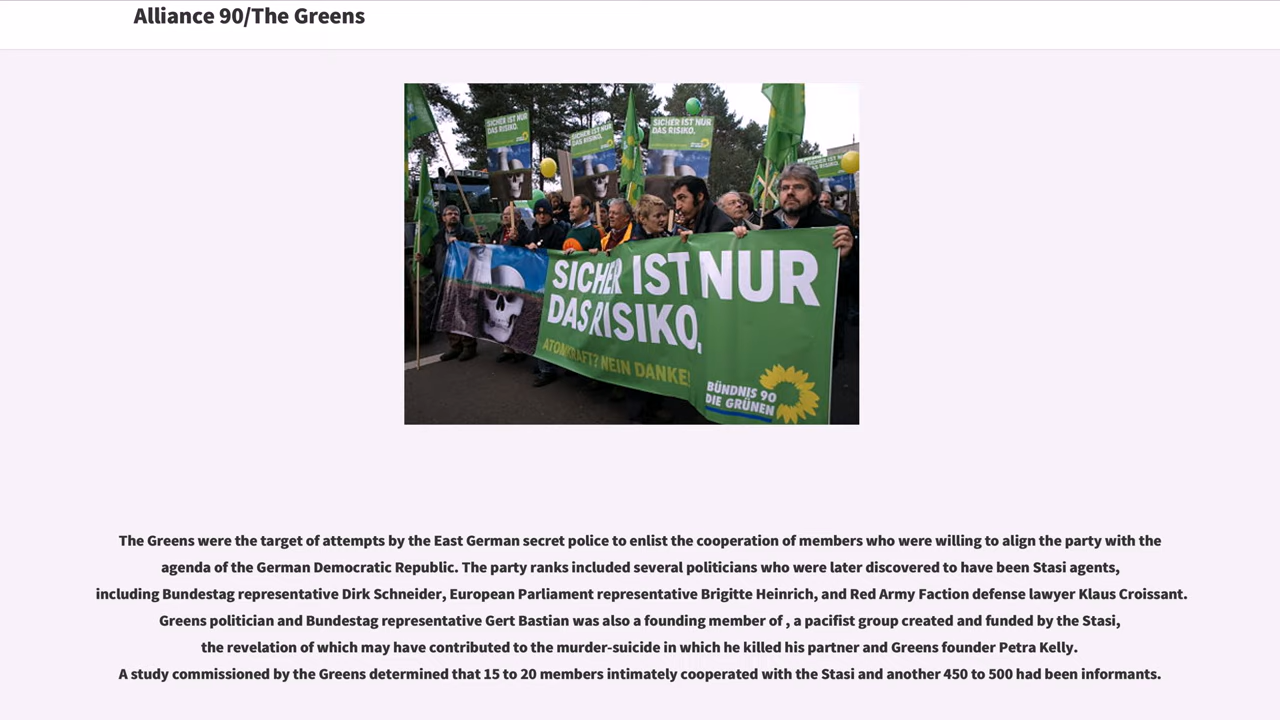 Alliance 90/The Greens
SICHER IST NUR
DAS RISIKO.
SICHER IST NUR
DAS RISIKO.
SICHER IST NUR
DAS RISIKO.
SICHER IST NUR
DAS RISIKO.
SICHER IST NUR
DAS RISIKO.
ATOMKRAFT? NEIN DANKE!
BÜNDNIS 90
DIE GRÜNEN
The Greens were the target of attempts by the East German secret police to enlist the cooperation of members who were willing to align the party with the
agenda of the German Democratic Republic. The party ranks included several politicians who were later discovered to have been Stasi agents,
including Bundestag representative Dirk Schneider, European Parliament representative Brigitte Heinrich, and Red Army Faction defense lawyer Klaus Croissant.
Greens politician and Bundestag representative Gert Bastian was also a founding member of , a pacifist group created and funded by the Stasi,
the revelation of which may have contributed to the murder-suicide in which he killed his partner and Greens founder Petra Kelly.
A study commissioned by the Greens determined that 15 to 20 members intimately cooperated with the Stasi and another 450 to 500 had been informants.